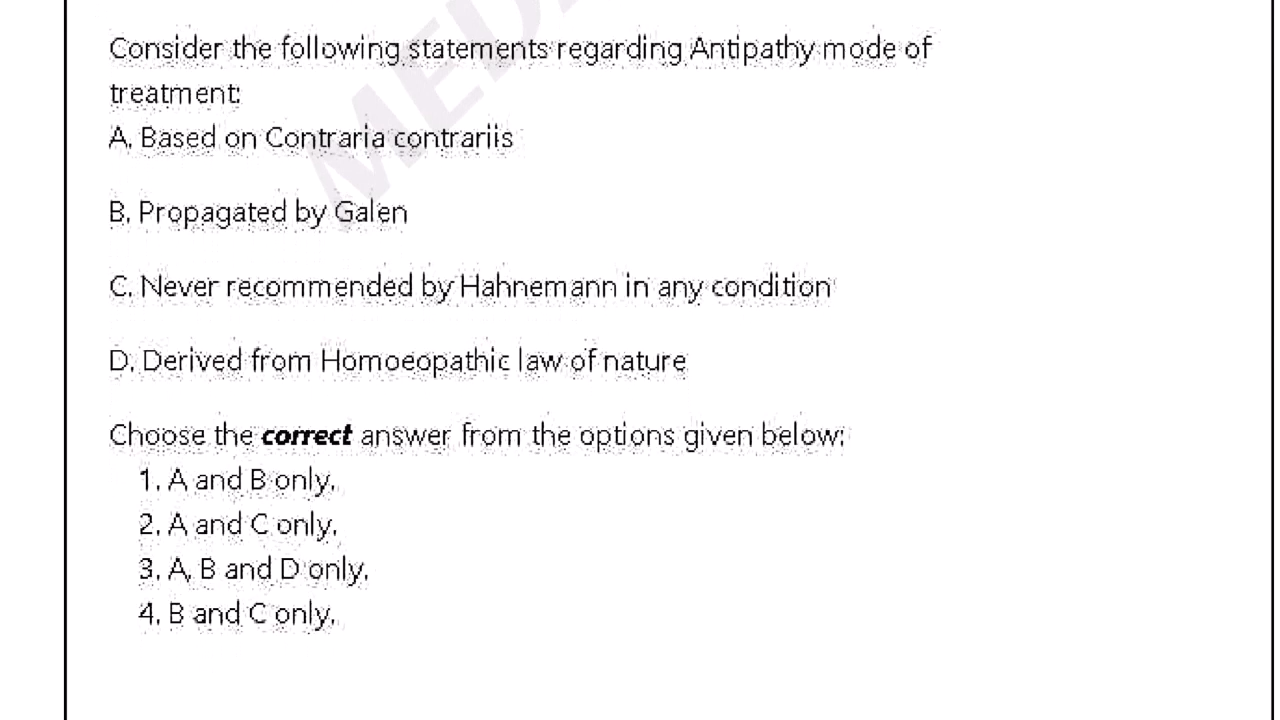 Consider the following statements regarding Antipathy mode of
treatment:
A. Based on Contraria contrariis
B. Propagated by Galen
C. Never recommended by Hahnemann in any condition
D. Derived from Homoeopathic law of nature
Choose the correct answer from the options given below:
1. A and B only.
2. A and C only.
3. A, B and D only.
4. B and C only.